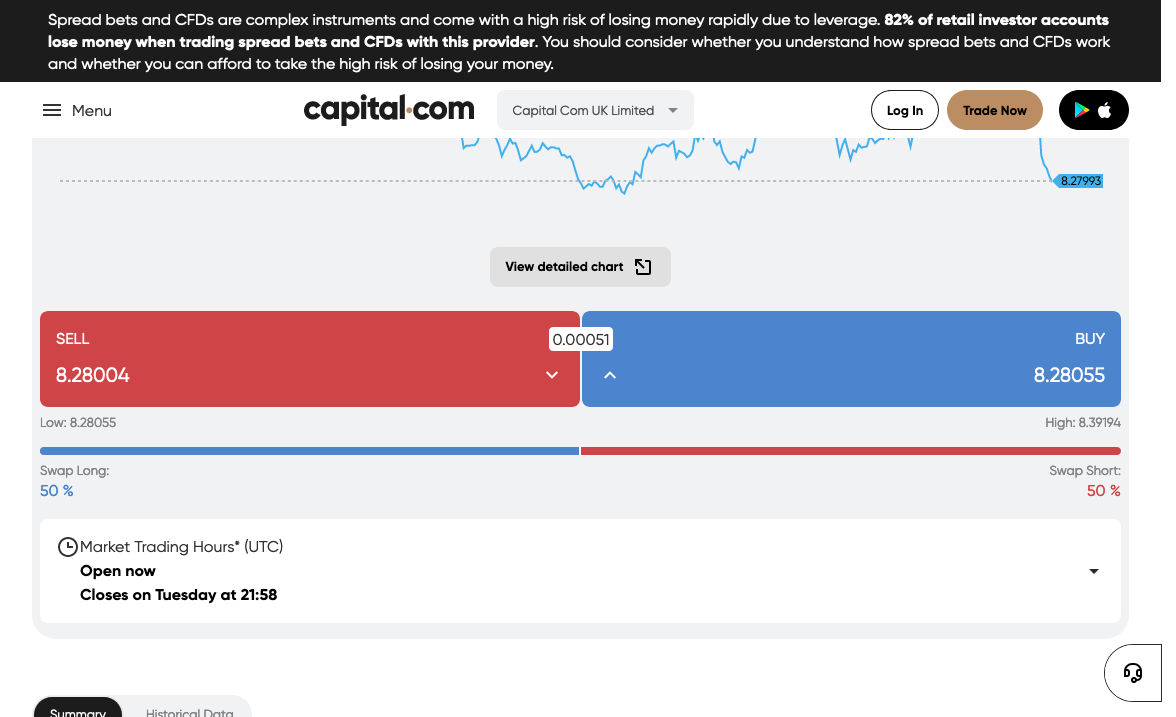 Spread bets and CFDs are complex instruments and come with a high risk of losing money rapidly due to leverage. 82% of retail investor accounts
lose money when trading spread bets and CFDs with this provider. You should consider whether you understand how spread bets and CFDs work
and whether you can afford to take the high risk of losing your money.
Menu
capital.com
Capital Com UK Limited
Log In
Trade Now
8.27993
View detailed chart
SELL
0.00051
BUY
8.28004
8.28055
Low: 8.28055
High: 8.39194
Swap Long:
Swap Short:
50 %
50 %
Market Trading Hours* (UTC)
Open now
Closes on Tuesday at 21:58
Summary
Historical Data